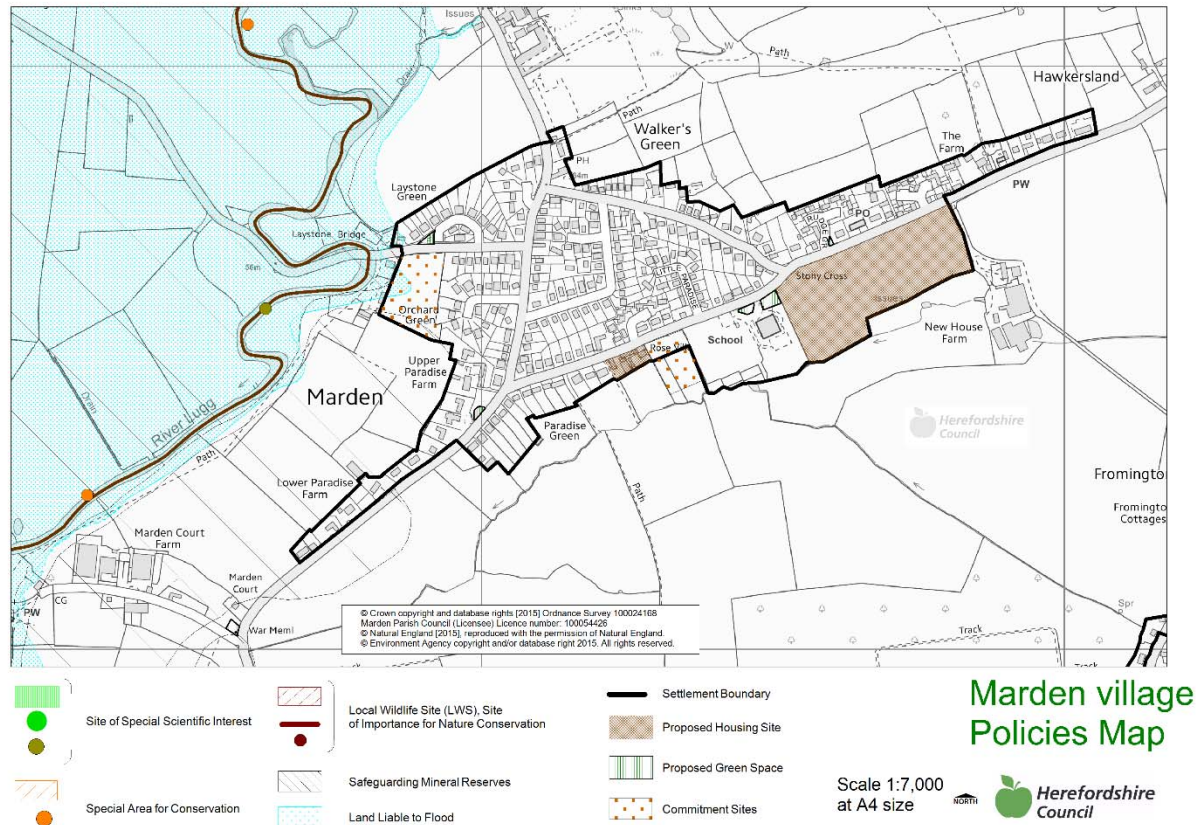 Issues
Drain
W
Path
Hawkersland
Walker's
Green
Path
The
Farm
PH
64m
PW
Laystone
Green
PO
Laystone Bridge
50m
Stony Cross
LITTLE PARADISE
Issues
Orchard
Green
New House
Farm
School
Rose
Upper
Paradise
Farm
Marden
River Lugg
Drain
Path
Herefordshire
Council
Paradise
Green
Lower Paradise
Farm
Path
Fromington
Fromington
Cottages
Marden Court
Farm
Marden
Court
CG
PW
War Meml
Spr
Track
Track
© Crown copyright and database rights [2015] Ordnance Survey 100024168
Marden Parish Council (Licensee) Licence number: 100054426
© Natural England [2015], reproduced with the permission of Natural England.
© Environment Agency copyright and/or database right 2015. All rights reserved.
Site of Special Scientific Interest
Special Area for Conservation
Local Wildlife Site (LWS), Site
of Importance for Nature Conservation
Safeguarding Mineral Reserves
Land Liable to Flood
Settlement Boundary
Proposed Housing Site
Proposed Green Space
Commitment Sites
Marden village
Policies Map
Scale 1:7,000
at A4 size
NORTH
Herefordshire
Council